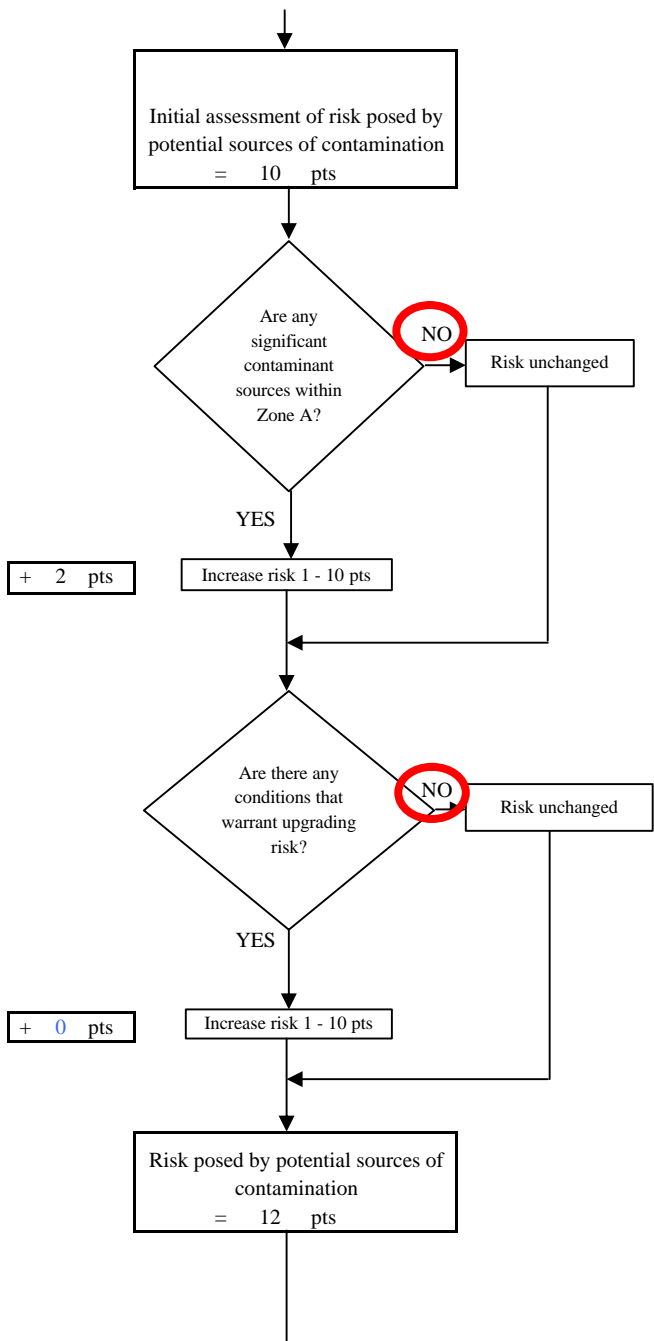 Initial assessment of risk posed by
potential sources of contamination
= 10 pts
Are any
significant
contaminant
sources within
Zone A?
NO
Risk unchanged
YES
+ 2 pts
Increase risk 1 - 10 pts
Are there any
conditions that
warrant upgrading
risk?
NO
Risk unchanged
YES
+ 0 pts
Increase risk 1 - 10 pts
Risk posed by potential sources of
contamination
= 12 pts